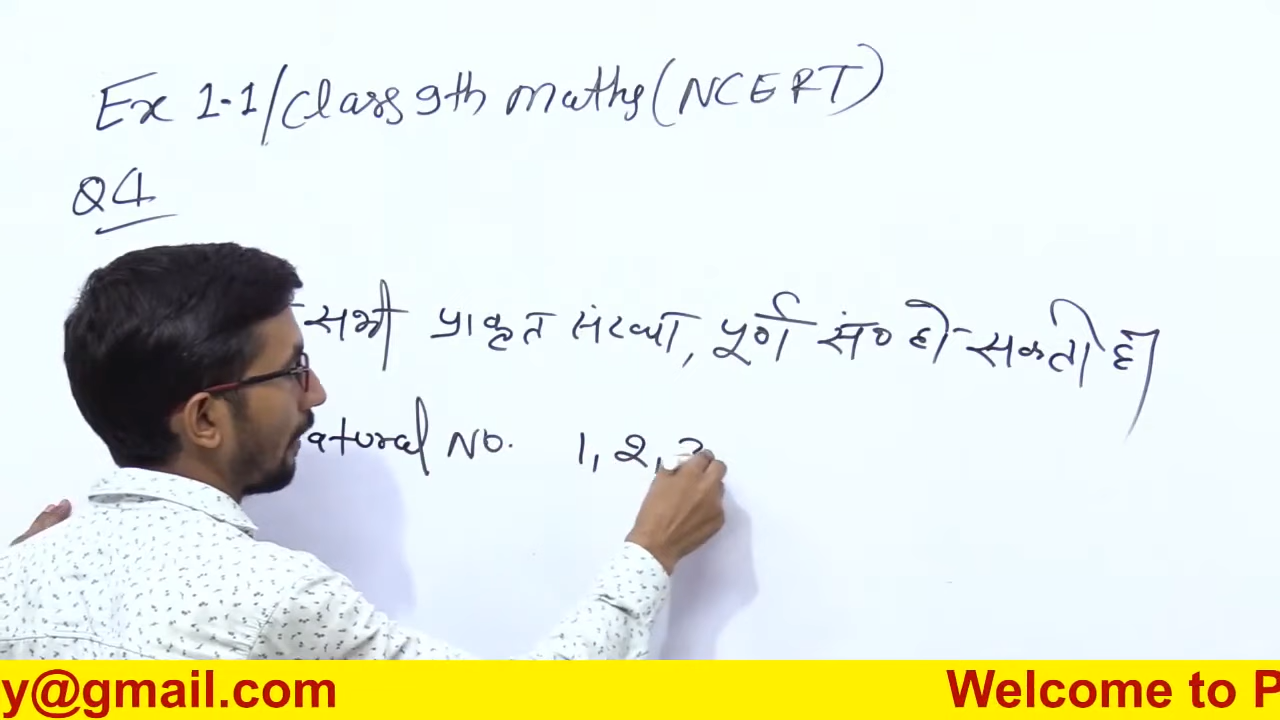 Ex 1.1/Class 9th maths (NCERT)
Q4
सभी प्राकृत संख्या, पूर्ण सं० हो सकती है
atural No. 1, 2, 3
y@gmail.com Welcome to P